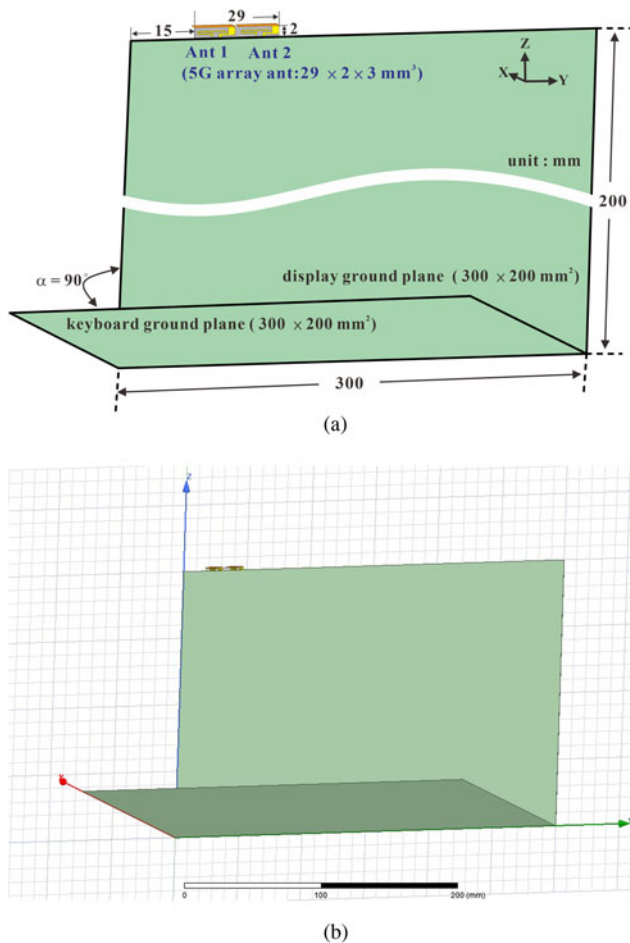 29
15
2
Ant 1 Ant 2
(5G array ant:29 × 2 × 3 mm³)
Z
X
Y
unit : mm
200
α = 90°
display ground plane ( 300 × 200 mm²)
keyboard ground plane ( 300 × 200 mm²)
300
(a)
Z
X
0 100 200 (mm)
(b)